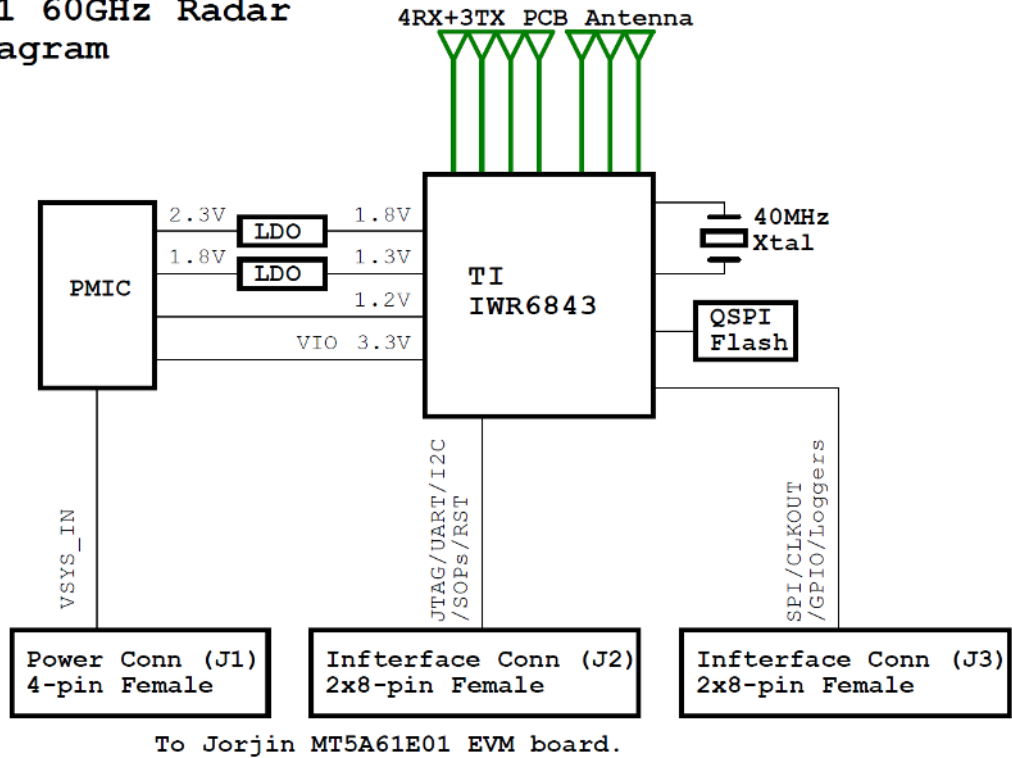 1 60GHz Radar
agram
4RX+3TX PCB Antenna
2.3V
LDO
1.8V
1.8V
LDO
1.3V
1.2V
VIO 3.3V
PMIC
TI
IWR6843
40MHz
Xtal
QSPI
Flash
VSYS_IN
JTAG/UART/I2C
/SOPs/RST
SPI/CLKOUT
/GPIO/Loggers
Power Conn (J1)
4-pin Female
Infterface Conn (J2)
2x8-pin Female
Infterface Conn (J3)
2x8-pin Female
To Jorjin MT5A61E01 EVM board.